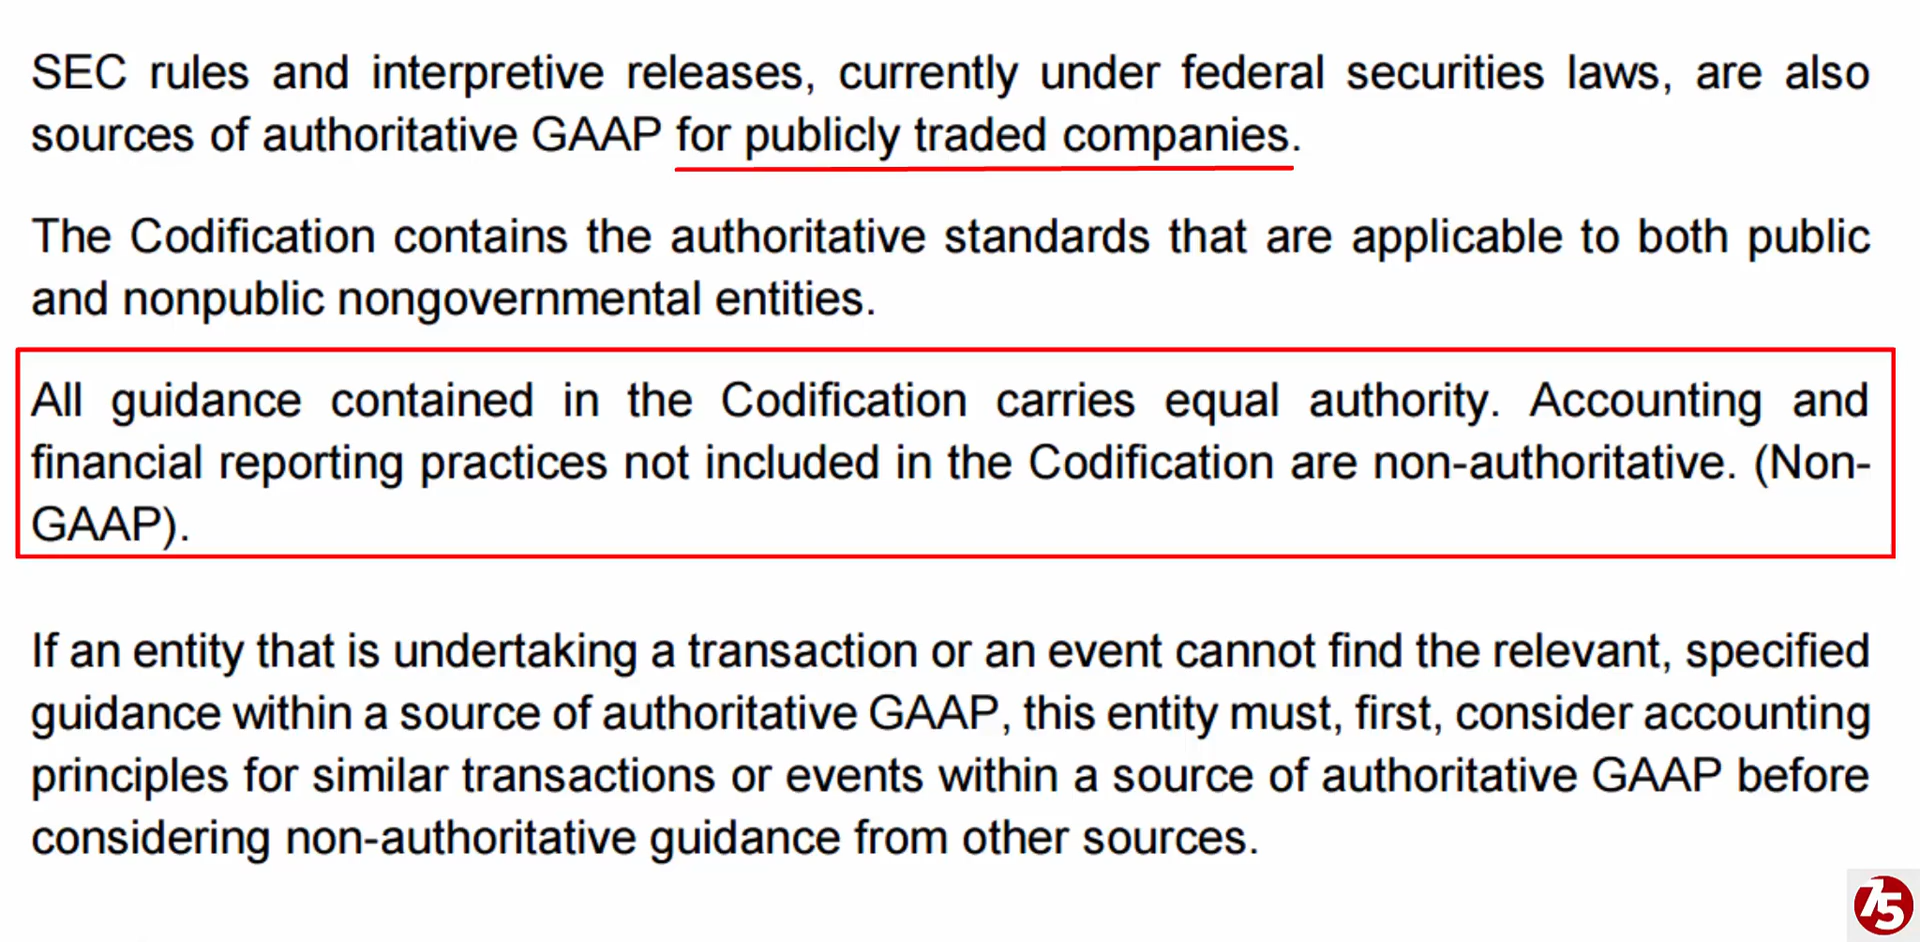 SEC rules and interpretive releases, currently under federal securities laws, are also
sources of authoritative GAAP for publicly traded companies.
The Codification contains the authoritative standards that are applicable to both public
and nonpublic nongovernmental entities.
All guidance contained in the Codification carries equal authority. Accounting and
financial reporting practices not included in the Codification are non-authoritative. (Non-
GAAP).
If an entity that is undertaking a transaction or an event cannot find the relevant, specified
guidance within a source of authoritative GAAP, this entity must, first, consider accounting
principles for similar transactions or events within a source of authoritative GAAP before
considering non-authoritative guidance from other sources.
75